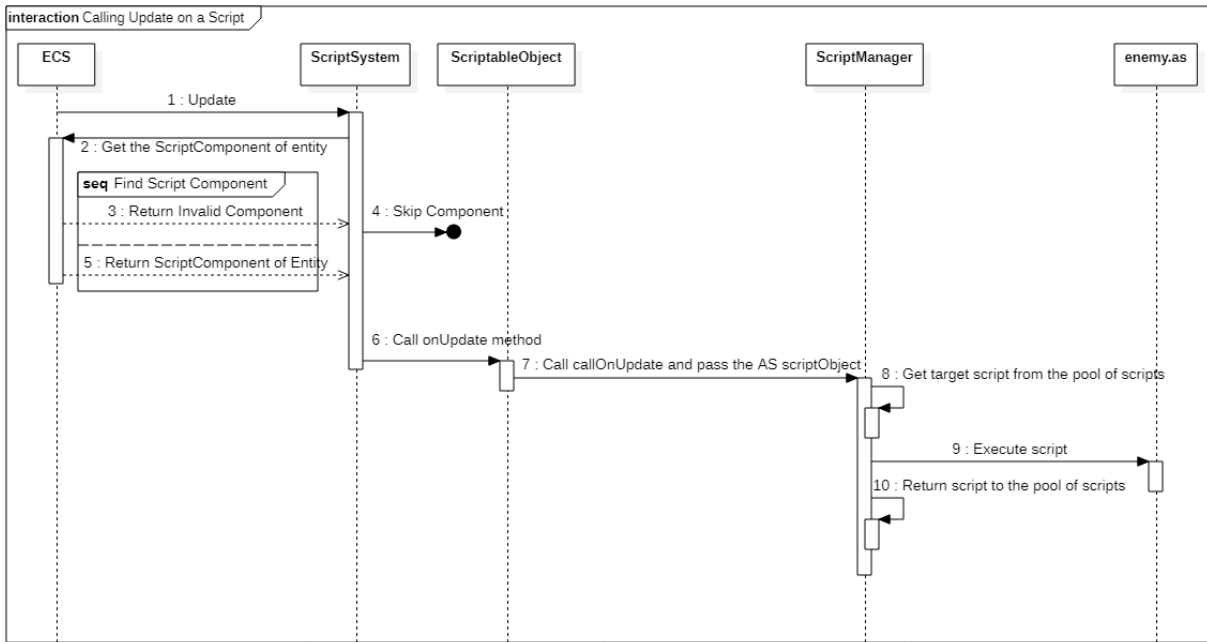 interaction Calling Update on a Script
ECS
ScriptSystem
ScriptableObject
ScriptManager
enemy.as
1 : Update
2 : Get the ScriptComponent of entity
seq Find Script Component
3 : Return Invalid Component
4 : Skip Component
5 : Return ScriptComponent of Entity
6 : Call onUpdate method
7 : Call callOnUpdate and pass the AS scriptObject
8 : Get target script from the pool of scripts
9 : Execute script
10 : Return script to the pool of scripts